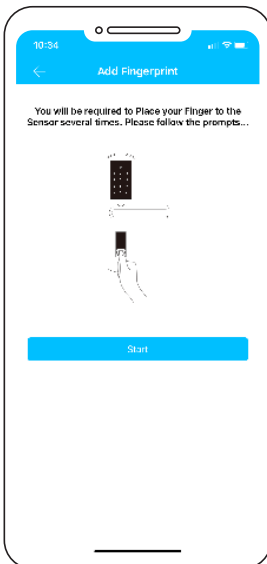 10:34
Add Fingerprint
You will be required to Place your Finger to the
Sensor several times. Please follow the prompts...
Start